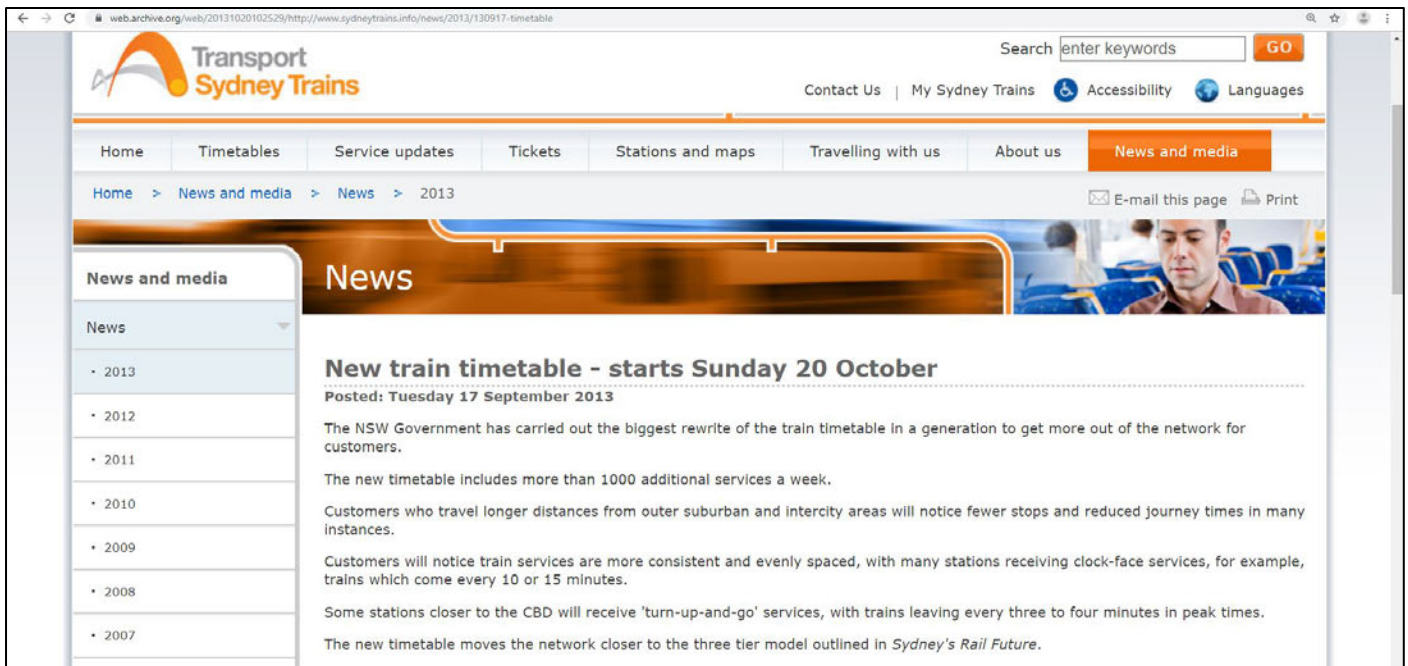 web.archive.org/web/20131020102529/http://www.sydneytrains.info/news/2013/130917-timetable
Transport
Sydney Trains
Search enter keywords GO
Contact Us | My Sydney Trains Accessibility Languages
Home Timetables Service updates Tickets Stations and maps Travelling with us About us News and media
Home > News and media > News > 2013
E-mail this page Print
News and media
News
• 2013
• 2012
• 2011
• 2010
• 2009
• 2008
• 2007
News
New train timetable - starts Sunday 20 October
Posted: Tuesday 17 September 2013
The NSW Government has carried out the biggest rewrite of the train timetable in a generation to get more out of the network for
customers.
The new timetable includes more than 1000 additional services a week.
Customers who travel longer distances from outer suburban and intercity areas will notice fewer stops and reduced journey times in many
instances.
Customers will notice train services are more consistent and evenly spaced, with many stations receiving clock-face services, for example,
trains which come every 10 or 15 minutes.
Some stations closer to the CBD will receive 'turn-up-and-go' services, with trains leaving every three to four minutes in peak times.
The new timetable moves the network closer to the three tier model outlined in Sydney's Rail Future.